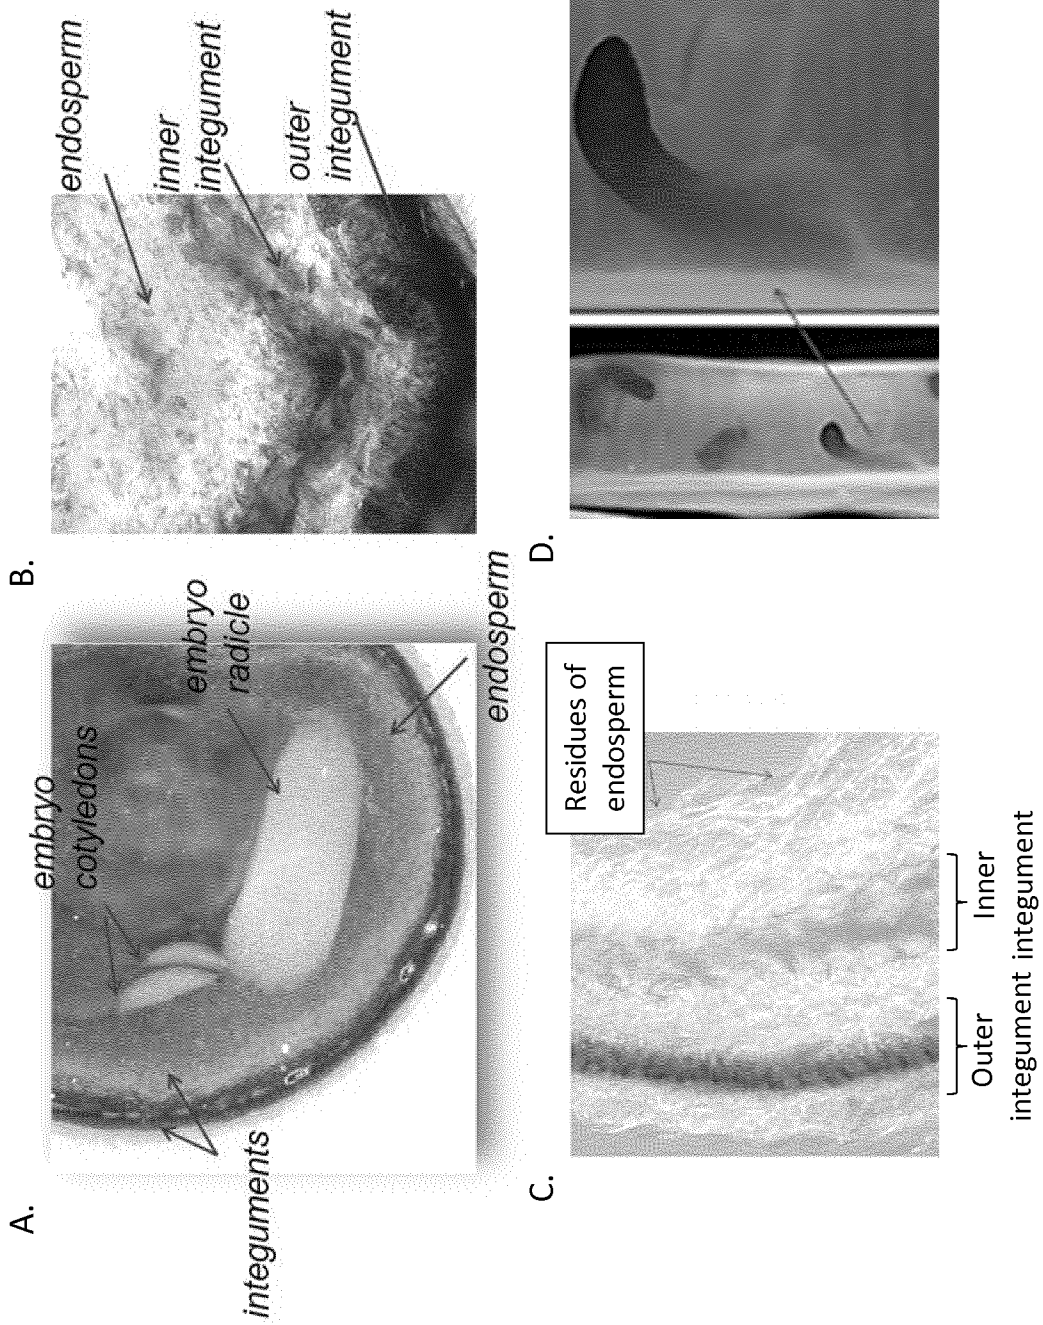 A.
embryo
cotyledons
embryo
radicle
endosperm
integuments
B.
endosperm
inner
integument
outer
integument
C.
Residues of
endosperm
Outer
integument
Inner
integument
D.